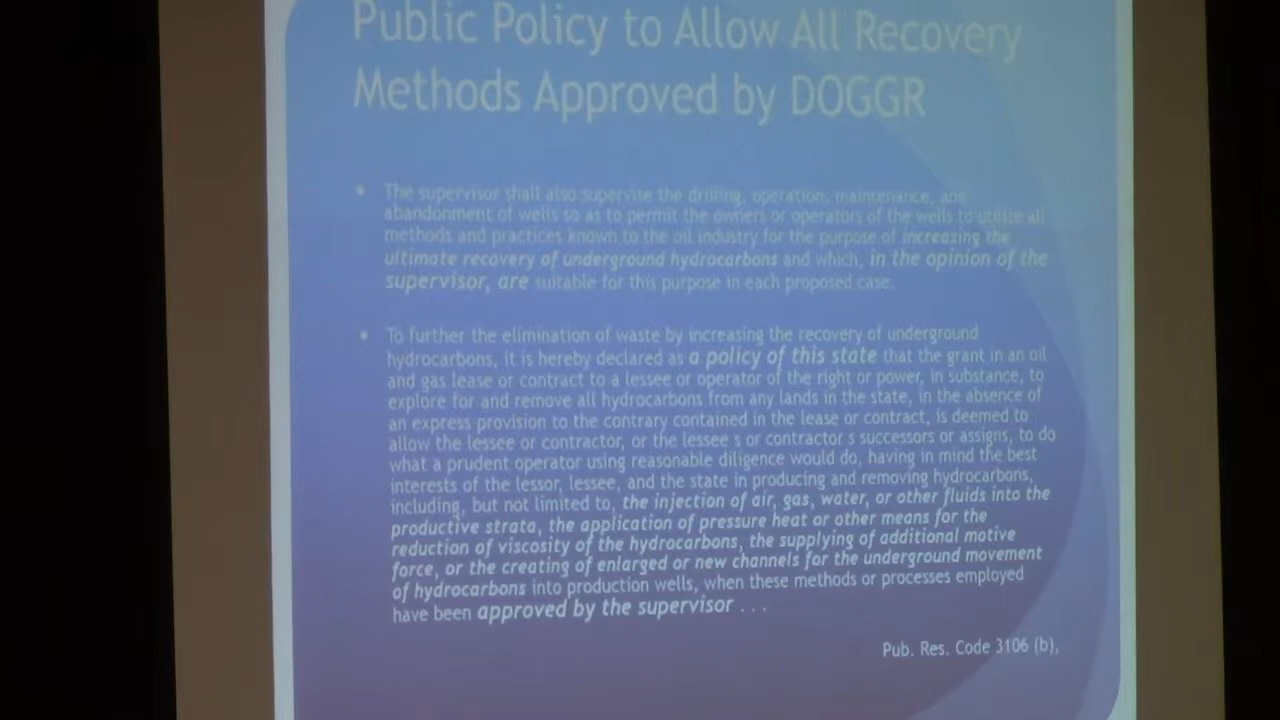 Public Policy to Allow All Recovery
Methods Approved by DOGGR
• The supervisor shall also supervise the drilling, operation, maintenance, and
abandonment of wells so as to permit the owners or operators of the wells to utilize all
methods and practices known to the oil industry for the purpose of increasing the
ultimate recovery of underground hydrocarbons and which, in the opinion of the
supervisor, are suitable for this purpose in each proposed case.
• To further the elimination of waste by increasing the recovery of underground
hydrocarbons, it is hereby declared as a policy of this state that the grant in an oil
and gas lease or contract to a lessee or operator of the right or power, in substance, to
explore for and remove all hydrocarbons from any lands in the state, in the absence of
an express provision to the contrary contained in the lease or contract, is deemed to
allow the lessee or contractor, or the lessee s or contractor s successors or assigns, to do
what a prudent operator using reasonable diligence would do, having in mind the best
interests of the lessor, lessee, and the state in producing and removing hydrocarbons,
including, but not limited to, the injection of air, gas, water, or other fluids into the
productive strata, the application of pressure heat or other means for the
reduction of viscosity of the hydrocarbons, the supplying of additional motive
force, or the creating of enlarged or new channels for the underground movement
of hydrocarbons into production wells, when these methods or processes employed
have been approved by the supervisor . . .
Pub. Res. Code 3106 (b),